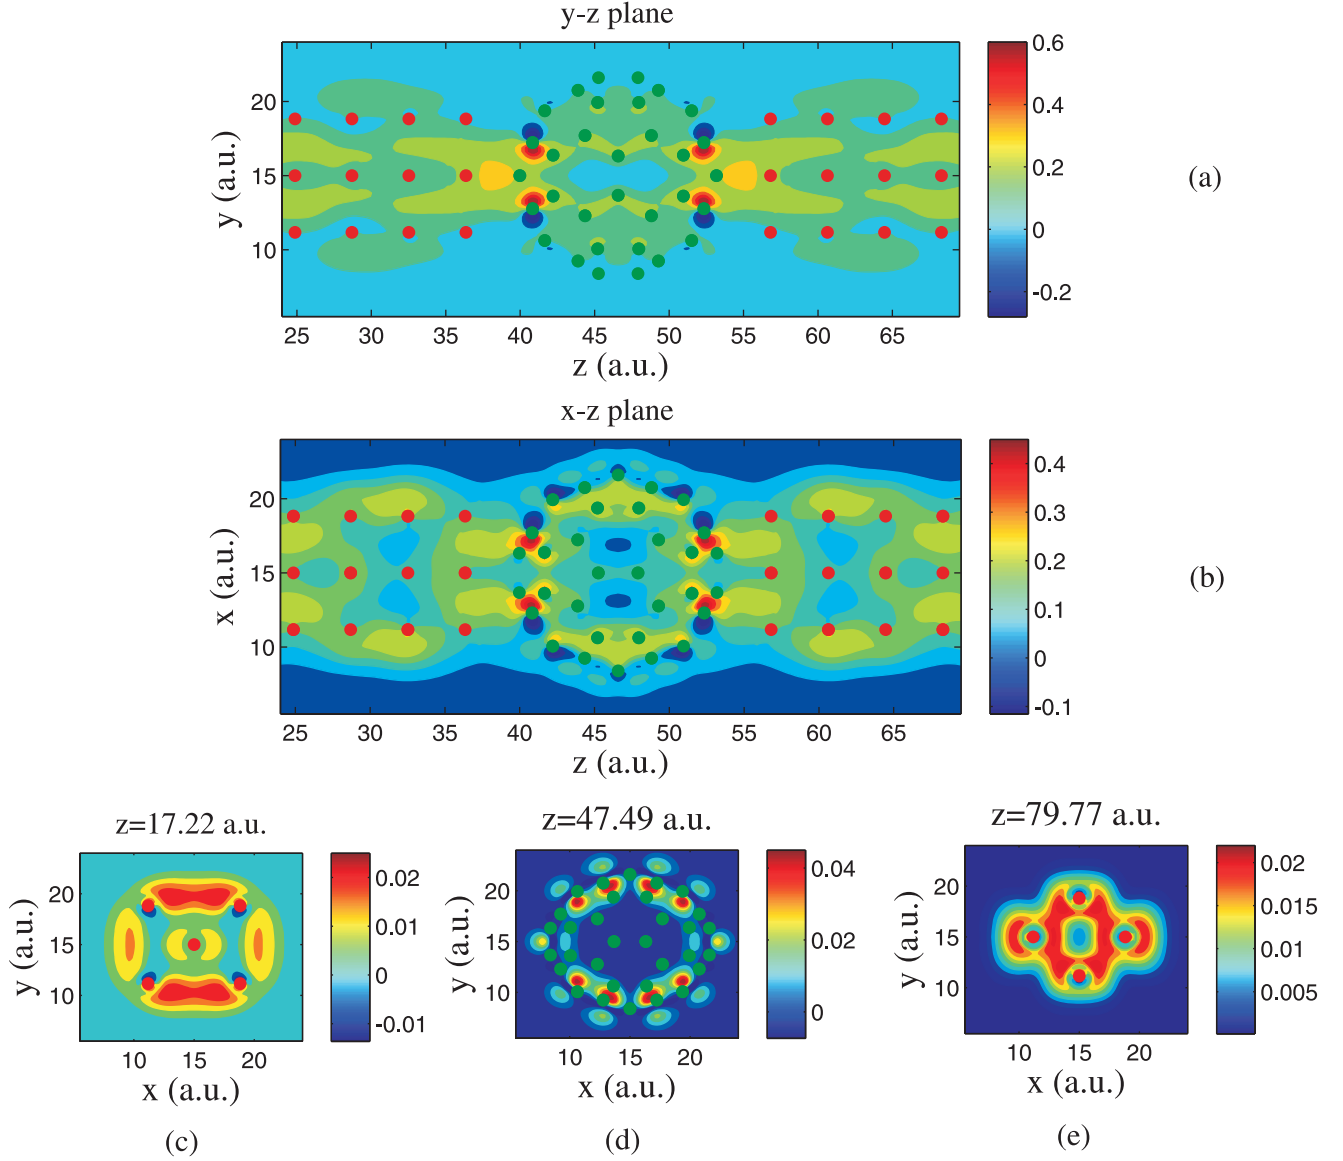 y-z plane
0.6
0.4
0.2
0
-0.2
20
15
10
y (a.u.)
25 30 35 40 45 50 55 60 65
z (a.u.)
(a)
x-z plane
0.4
0.3
0.2
0.1
0
-0.1
20
15
10
x (a.u.)
25 30 35 40 45 50 55 60 65
z (a.u.)
(b)
z=17.22 a.u.
20
15
10
y (a.u.)
10 15 20
x (a.u.)
0.02
0.01
0
-0.01
(c)
z=47.49 a.u.
20
15
10
y (a.u.)
10 15 20
x (a.u.)
0.04
0.02
0
(d)
z=79.77 a.u.
20
15
10
y (a.u.)
10 15 20
x (a.u.)
0.02
0.015
0.01
0.005
(e)